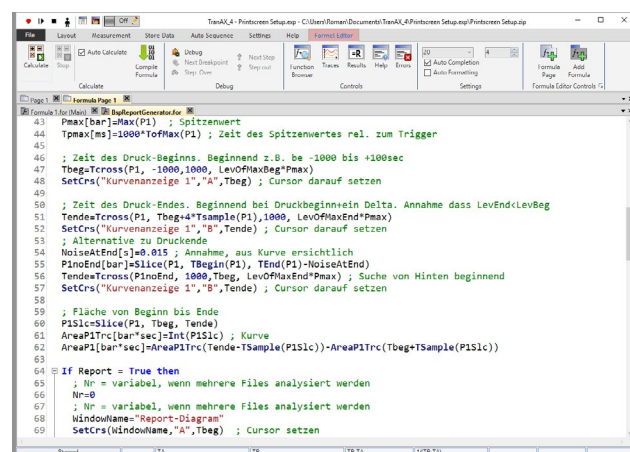 Off
TranAX_4 - Printscreen Setup.exp - C:\Users\Roman\Documents\TranAX_4\Printscreen Setup.exp\Printscreen Setup.zip
File Layout Measurement Store Data Auto Sequence Settings Help Formel Editor
Calculate Stop Auto Calculate Compile Formula
Debug
Next Breakpoint Next Step
Step Over Step out
Function Browser Traces Results Help Errors
20 4
Auto Completion
Auto Formatting
Formula Page Add Formula
Calculate Debug Controls Settings Formula Editor Controls
Page 1 Formula Page 1
Formula 1.for (Main) BspReportGenerator.for
43 Pmax[bar]=Max(P1) ; Spitzenwert
44 Tpmax[ms]=1000*TofMax(P1) ; Zeit des Spitzenwertes rel. zum Trigger
45
46 ; Zeit des Druck-Beginns. Beginnend z.B. be -1000 bis +100sec
47 Tbeg=Tcross(P1, -1000,1000, LevOfMaxBeg*Pmax)
48 SetCrs("Kurvenanzeige 1","A",Tbeg) ; Cursor darauf setzen
49
50 ; Zeit des Druck-Endes. Beginnend bei Druckbeginn+ein Delta. Annahme dass LevEnd<LevBeg
51 Tende=Tcross(P1, Tbeg+4*Tsample(P1),1000, LevOfMaxEnd*Pmax)
52 SetCrs("Kurvenanzeige 1","B",Tende) ; Cursor darauf setzen
53 ; Alternative zu Druckende
54 NoiseAtEnd[s]=0.015 ; Annahme, aus Kurve ersichtlich
55 P1noEnd[bar]=Slice(P1, TBegin(P1), TEnd(P1)-NoiseAtEnd)
56 Tende=Tcross(P1noEnd, 1000,Tbeg, LevOfMaxEnd*Pmax) ; Suche von Hinten beginnend
57 SetCrs("Kurvenanzeige 1","B",Tende) ; Cursor darauf setzen
58
59 ; Fläche von Beginn bis Ende
60 P1Slc=Slice(P1, Tbeg, Tende)
61 AreaP1Trc[bar*sec]=Int(P1Slc) ; Kurve
62 AreaP1[bar*sec]=AreaP1Trc(Tende-TSample(P1Slc))-AreaP1Trc(Tbeg+TSample(P1Slc))
63
64 If Report = True then
65 ; Nr = variabel, wenn mehrere Files analysiert werden
66 Nr=0
67 ; Nr = variabel, wenn mehrere Files analysiert werden
68 WindowName="Report-Diagram"
69 SetCrs(WindowName,"A",Tbeg) ; Cursor setzen